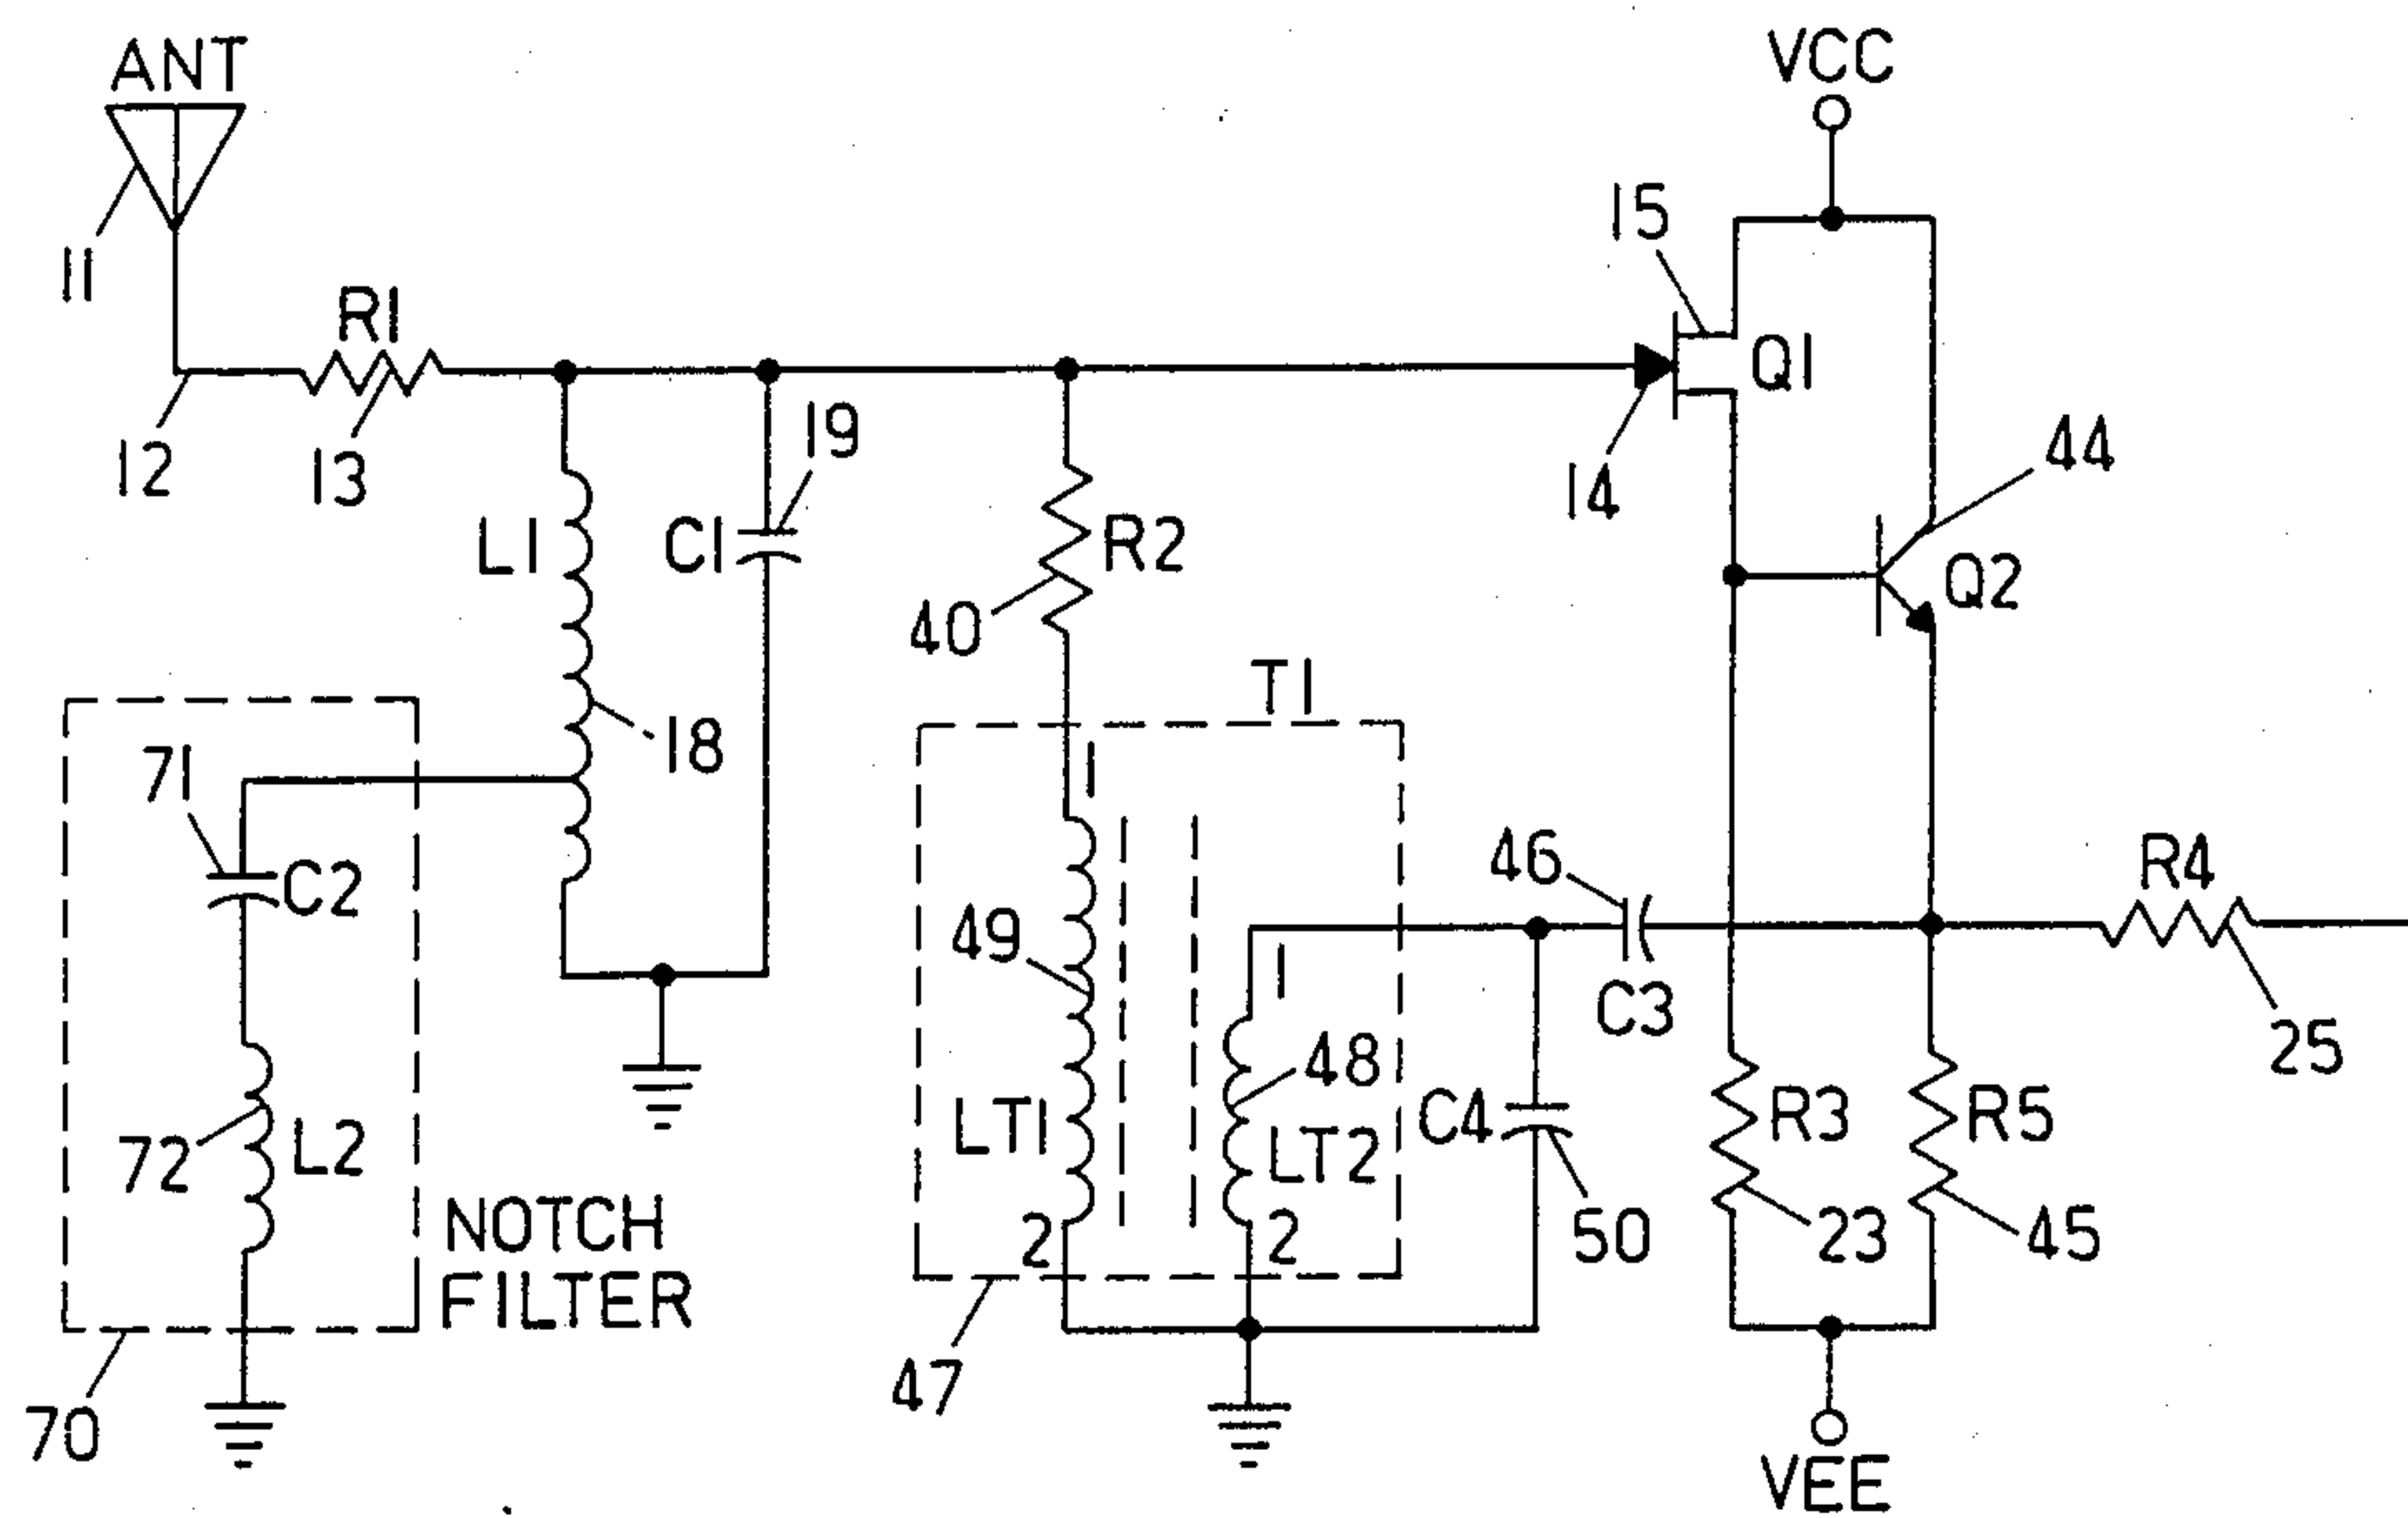 ANT
VCC
11
R1
15
Q1
12
13
19
14
44
L1
C1
R2
Q2
40
T1
18
71
1
C2
46
R4
49
1
C3
25
48
72
L2
LT1
LT2
C4
R3
R5
NOTCH
FILTER
2
2
50
23
45
47
70
VEE